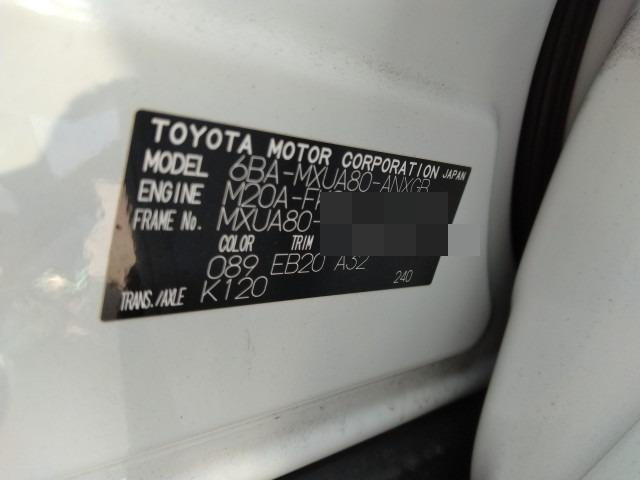 TOYOTA MOTOR CORPORATION JAPAN
MODEL 6BA-MXUA80-ANXGB
ENGINE M20A-F
FRAME No. MXUA80-
COLOR TRIM
089 EB20 A32 240
TRANS./AXLE K120